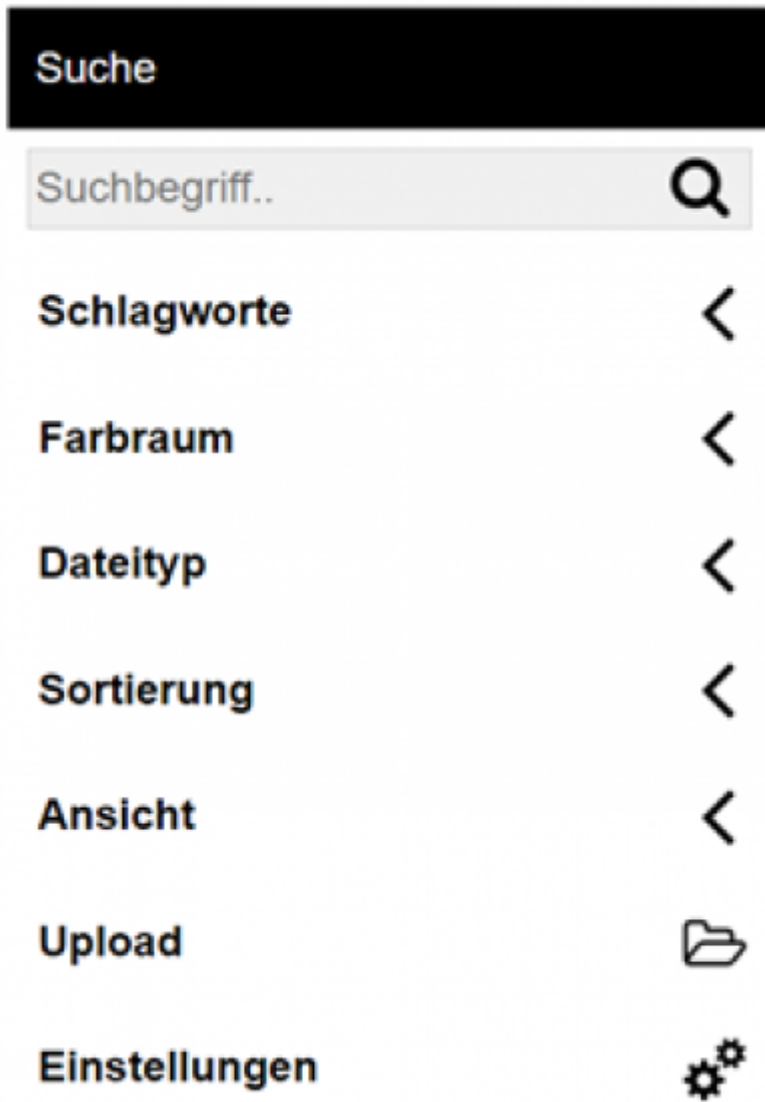 Suche
Suchbegriff..
Schlagworte
Farbraum
Dateityp
Sortierung
Ansicht
Upload
Einstellungen